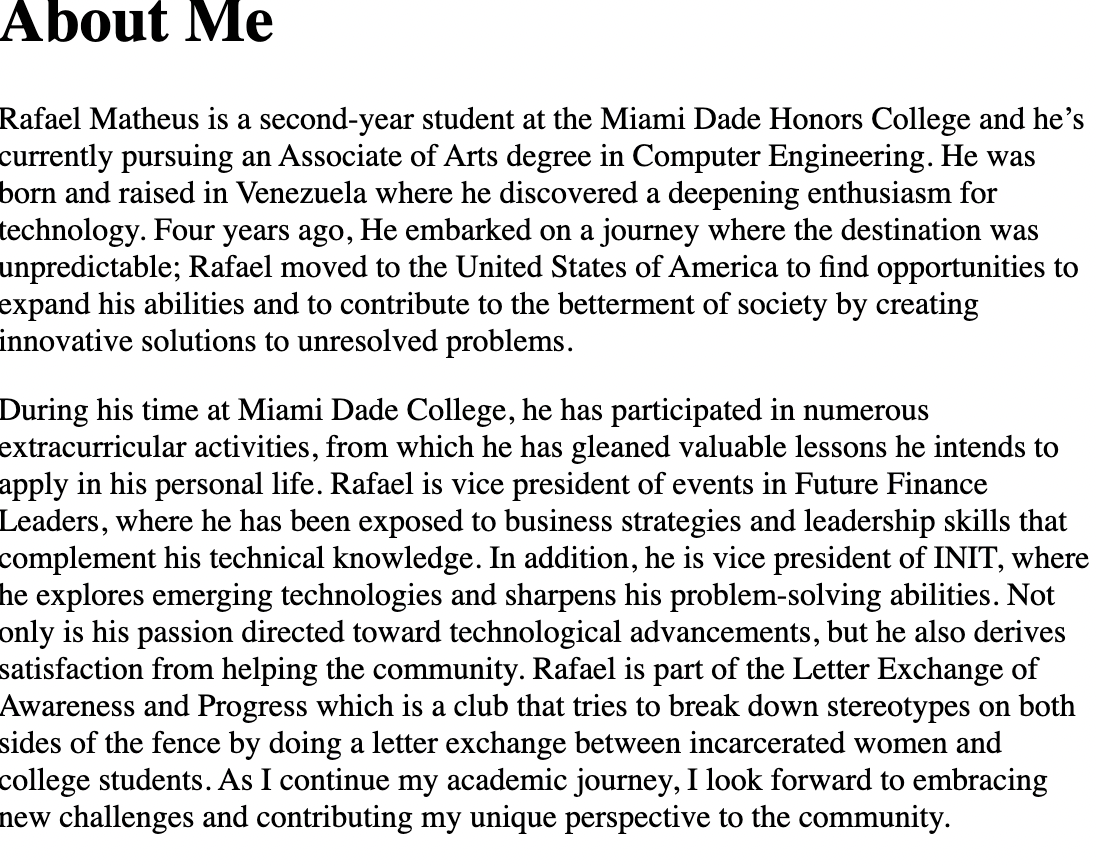 About Me
Rafael Matheus is a second-year student at the Miami Dade Honors College and he’s
currently pursuing an Associate of Arts degree in Computer Engineering. He was
born and raised in Venezuela where he discovered a deepening enthusiasm for
technology. Four years ago, He embarked on a journey where the destination was
unpredictable; Rafael moved to the United States of America to find opportunities to
expand his abilities and to contribute to the betterment of society by creating
innovative solutions to unresolved problems.
During his time at Miami Dade College, he has participated in numerous
extracurricular activities, from which he has gleaned valuable lessons he intends to
apply in his personal life. Rafael is vice president of events in Future Finance
Leaders, where he has been exposed to business strategies and leadership skills that
complement his technical knowledge. In addition, he is vice president of INIT, where
he explores emerging technologies and sharpens his problem-solving abilities. Not
only is his passion directed toward technological advancements, but he also derives
satisfaction from helping the community. Rafael is part of the Letter Exchange of
Awareness and Progress which is a club that tries to break down stereotypes on both
sides of the fence by doing a letter exchange between incarcerated women and
college students. As I continue my academic journey, I look forward to embracing
new challenges and contributing my unique perspective to the community.